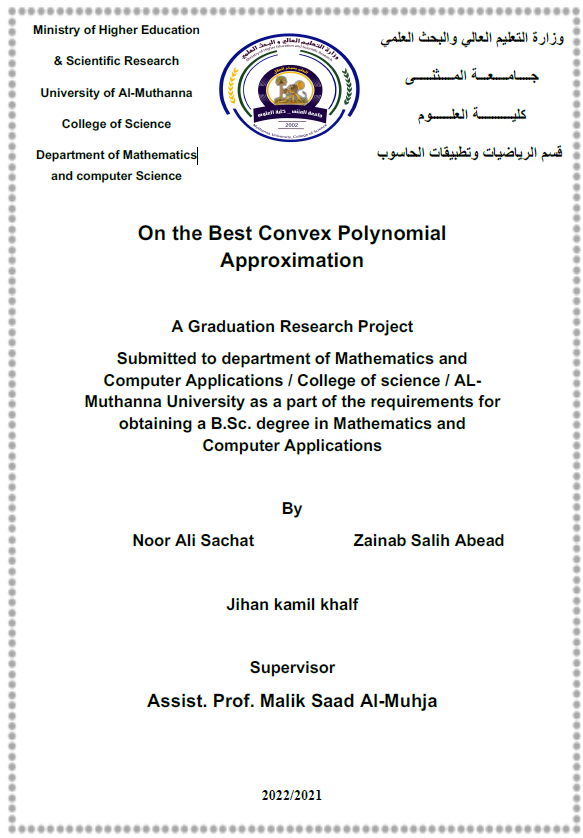 Ministry of Higher Education
& Scientific Research
University of Al-Muthanna
College of Science
Department of Mathematics
and computer Science
وزارة التعليم العالي والبحث العلمي
جـــامـــعـــة المــثنــــى
كليـــــــة العلـــــوم
قسم الرياضيات وتطبيقات الحاسوب
2002
On the Best Convex Polynomial
Approximation
A Graduation Research Project
Submitted to department of Mathematics and
Computer Applications / College of science / AL-
Muthanna University as a part of the requirements for
obtaining a B.Sc. degree in Mathematics and
Computer Applications
By
Noor Ali Sachat Zainab Salih Abead
Jihan kamil khalf
Supervisor
Assist. Prof. Malik Saad Al-Muhja
2022/2021